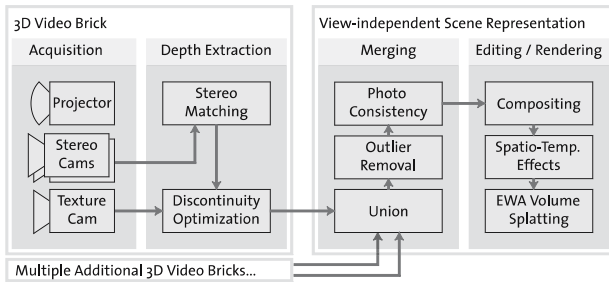 3D Video Brick
Acquisition
Projector
Stereo
Cams
Texture
Cam
Depth Extraction
Stereo
Matching
Discontinuity
Optimization
View-independent Scene Representation
Merging
Photo
Consistency
Outlier
Removal
Union
Editing / Rendering
Compositing
Spatio-Temp.
Effects
EWA Volume
Splatting
Multiple Additional 3D Video Bricks...